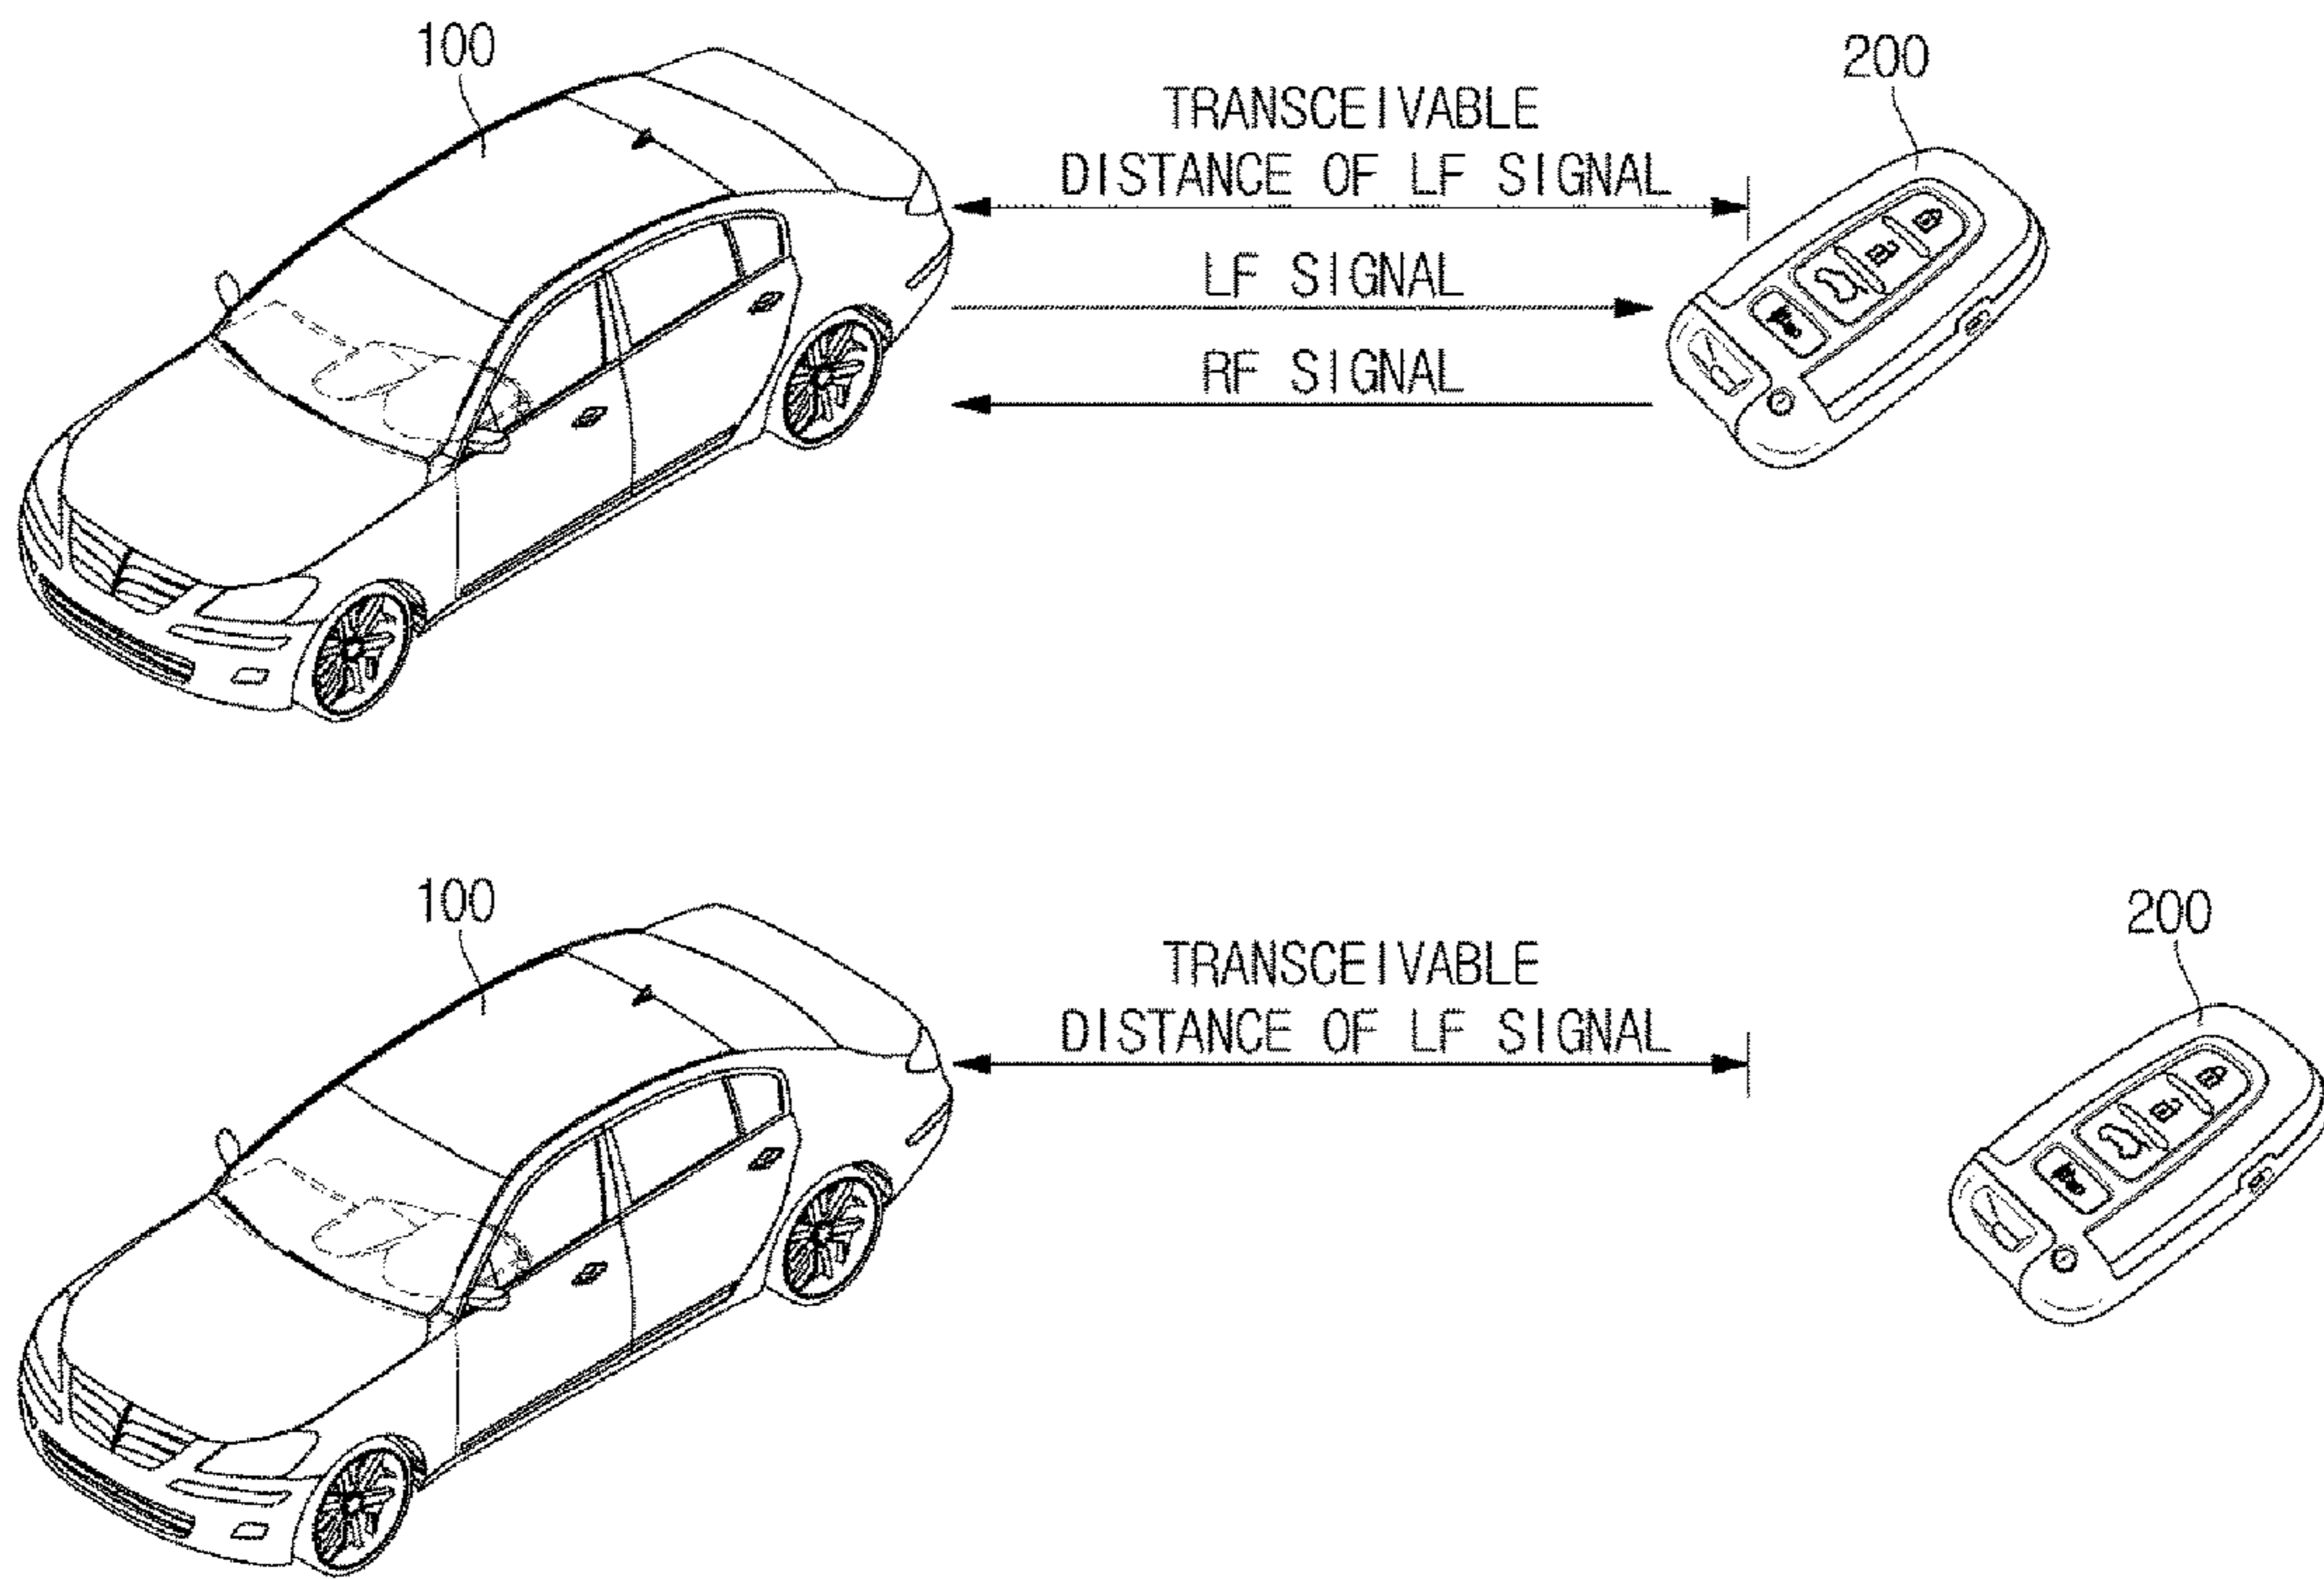 100
200
TRANSCEIVABLE
DISTANCE OF LF SIGNAL
LF SIGNAL
RF SIGNAL
100
200
TRANSCEIVABLE
DISTANCE OF LF SIGNAL